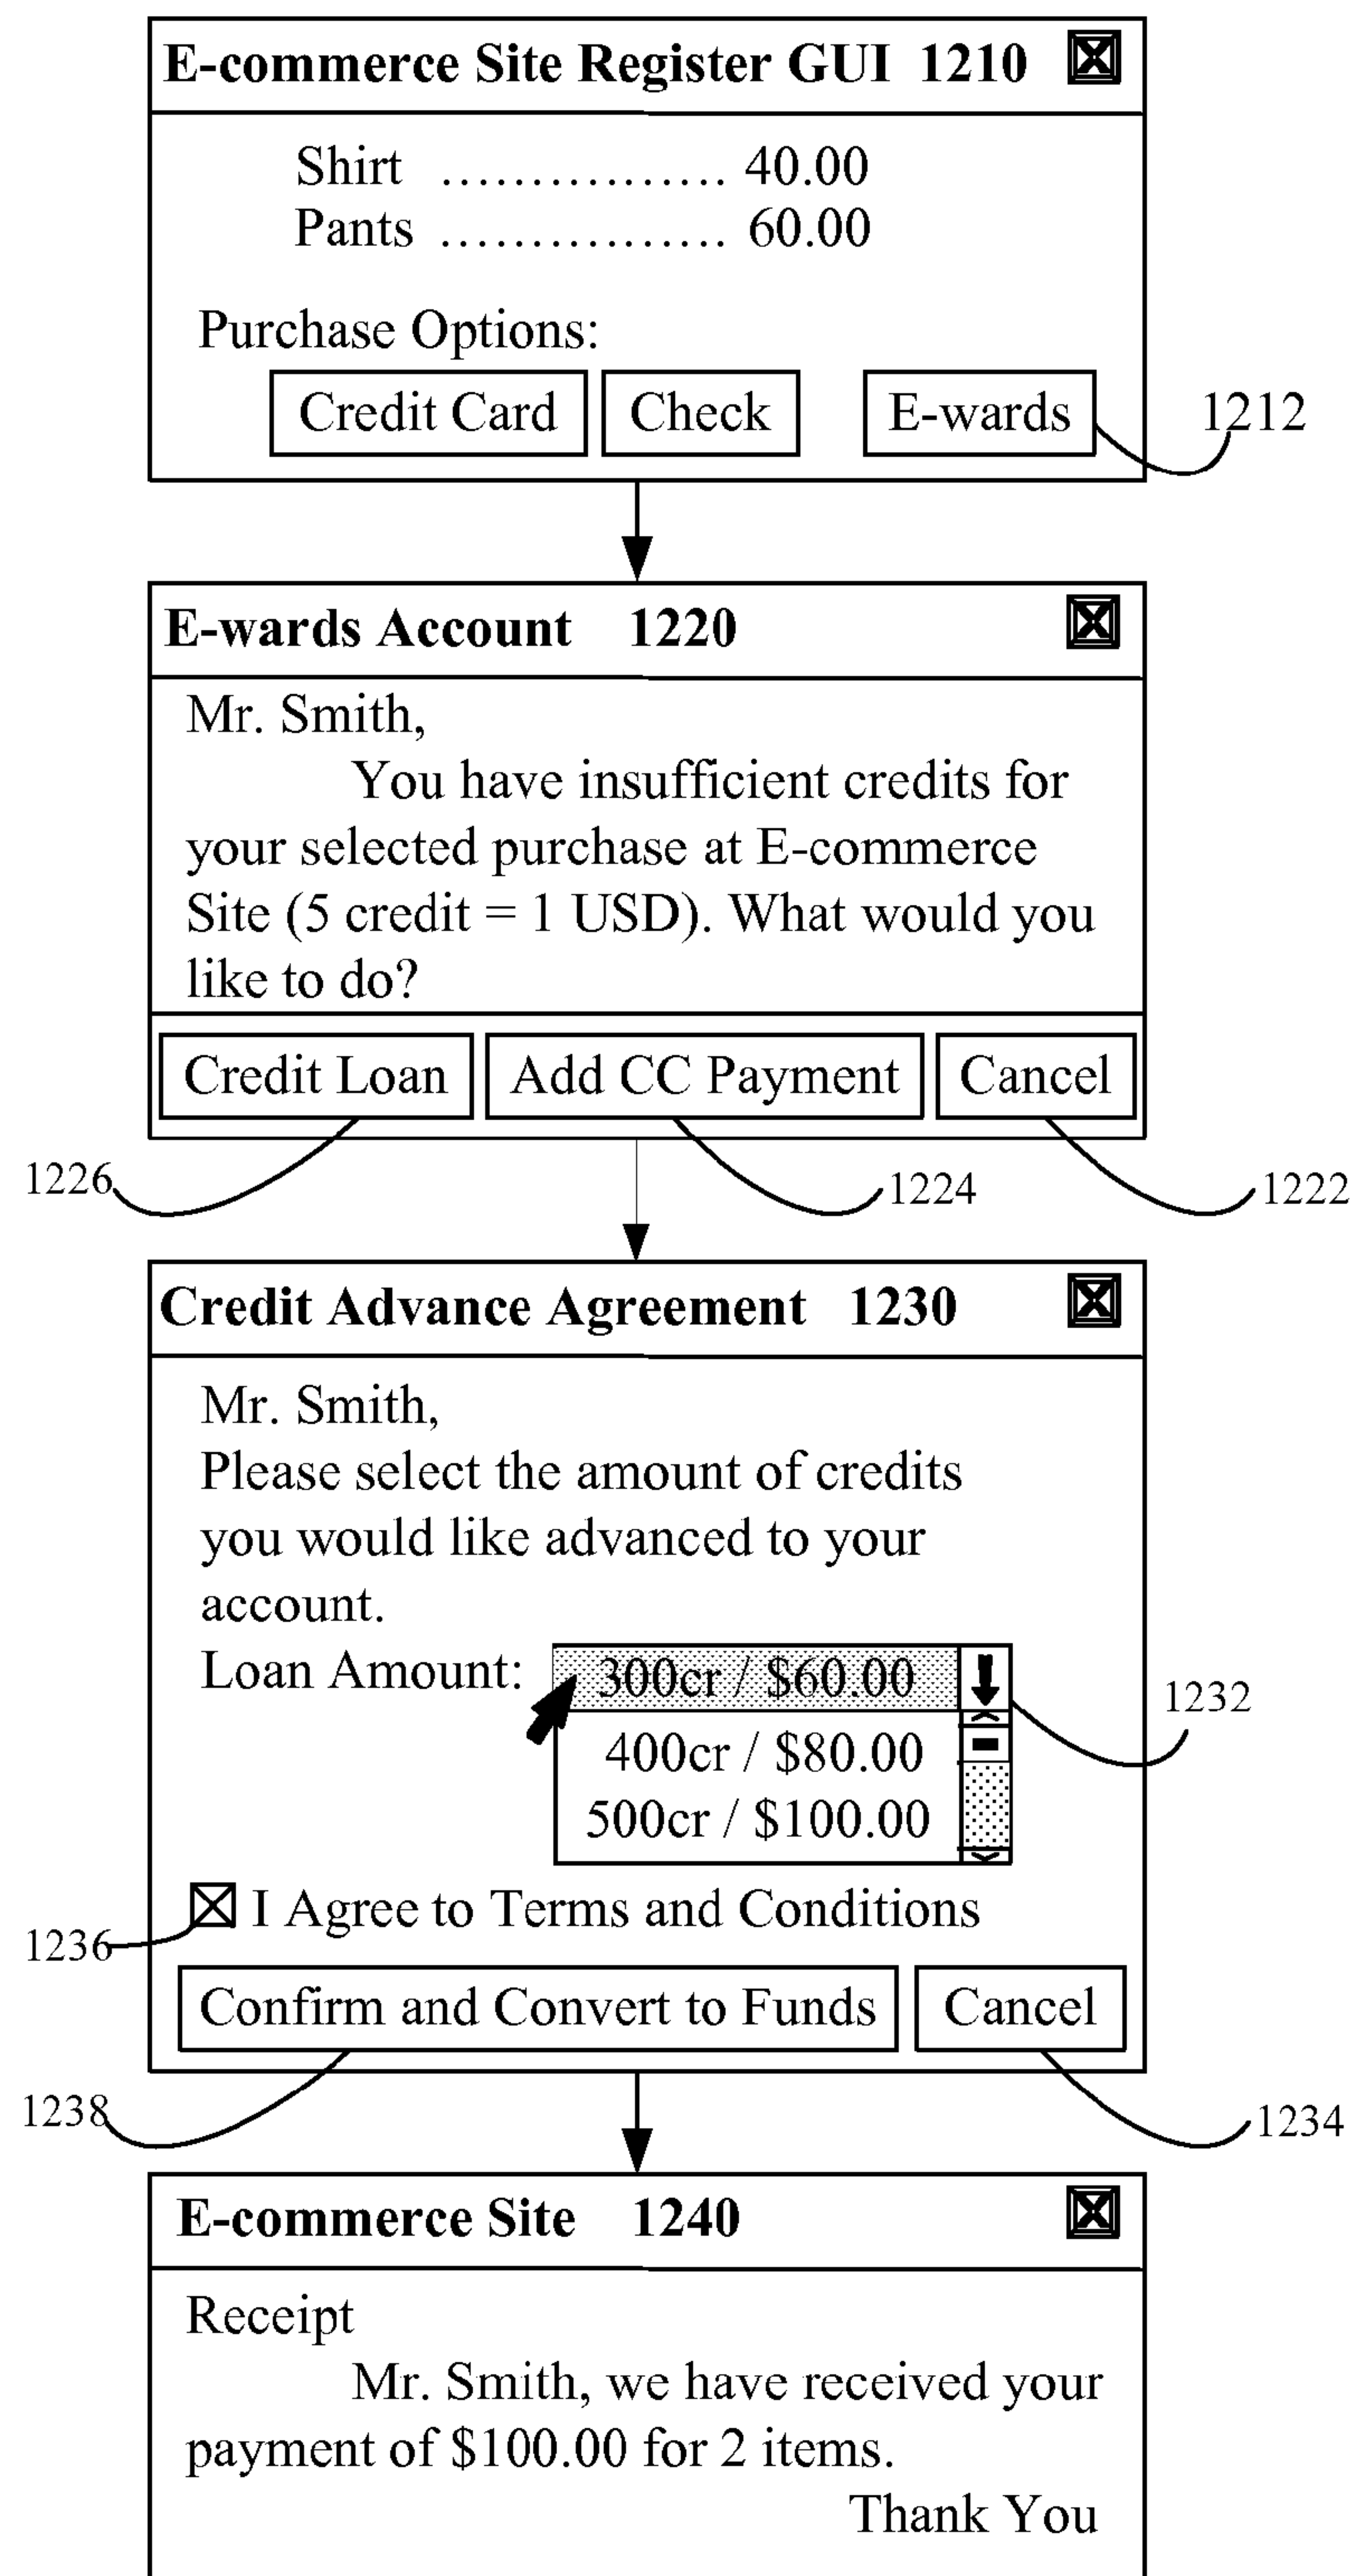 E-commerce Site Register GUI 1210
Shirt ................ 40.00
Pants ................ 60.00
Purchase Options:
Credit Card Check E-wards 1212
E-wards Account 1220
Mr. Smith,
You have insufficient credits for
your selected purchase at E-commerce
Site (5 credit = 1 USD). What would you
like to do?
Credit Loan Add CC Payment Cancel
1226 1224 1222
Credit Advance Agreement 1230
Mr. Smith,
Please select the amount of credits
you would like advanced to your
account.
Loan Amount: 300cr / $60.00
1232
400cr / $80.00
500cr / $100.00
I Agree to Terms and Conditions
1236
Confirm and Convert to Funds Cancel
1238 1234
E-commerce Site 1240
Receipt
Mr. Smith, we have received your
payment of $100.00 for 2 items.
Thank You